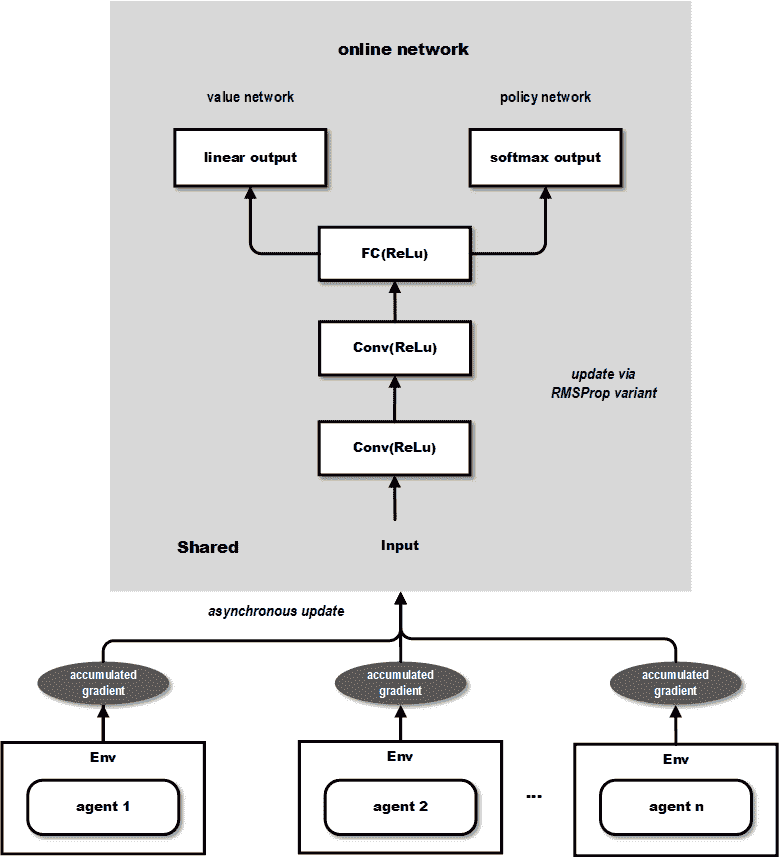 online network
value network
policy network
linear output
softmax output
FC(ReLu)
Conv(ReLu)
update via
RMSProp variant
Conv(ReLu)
Shared
Input
asynchronous update
accumulated
gradient
accumulated
gradient
accumulated
gradient
Env
agent 1
Env
agent 2
...
Env
agent n